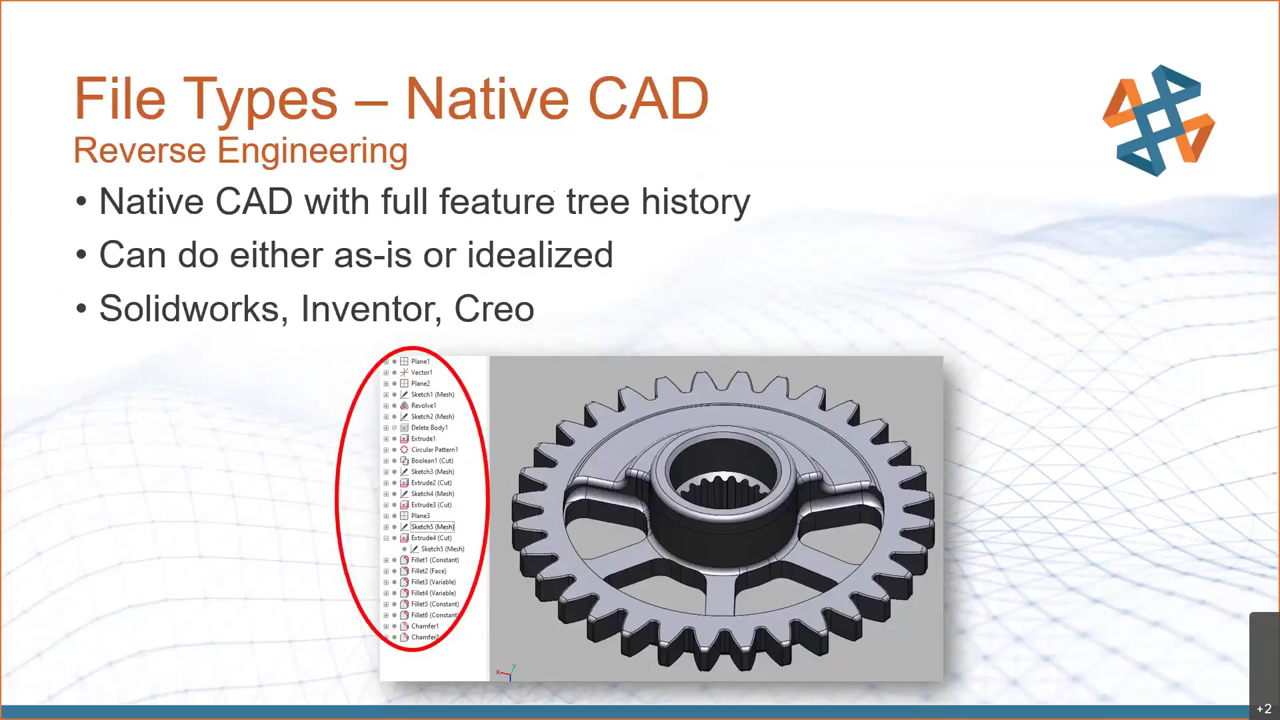 File Types – Native CAD
Reverse Engineering
• Native CAD with full feature tree history
• Can do either as-is or idealized
• Solidworks, Inventor, Creo
Plane1
Vector1
Plane2
Sketch1 (Mesh)
Revolve1
Sketch2 (Mesh)
Delete Body1
Extrude1
Circular Pattern1
Boolean1 (Cut)
Sketch3 (Mesh)
Extrude2 (Cut)
Sketch4 (Mesh)
Extrude3 (Cut)
Plane3
Sketch5 (Mesh)
Extrude4 (Cut)
Sketch5 (Mesh)
Fillet1 (Constant)
Fillet2 (Face)
Fillet3 (Variable)
Fillet4 (Variable)
Fillet5 (Constant)
Fillet6 (Constant)
Chamfer1
Chamfer2
X
Y
+2